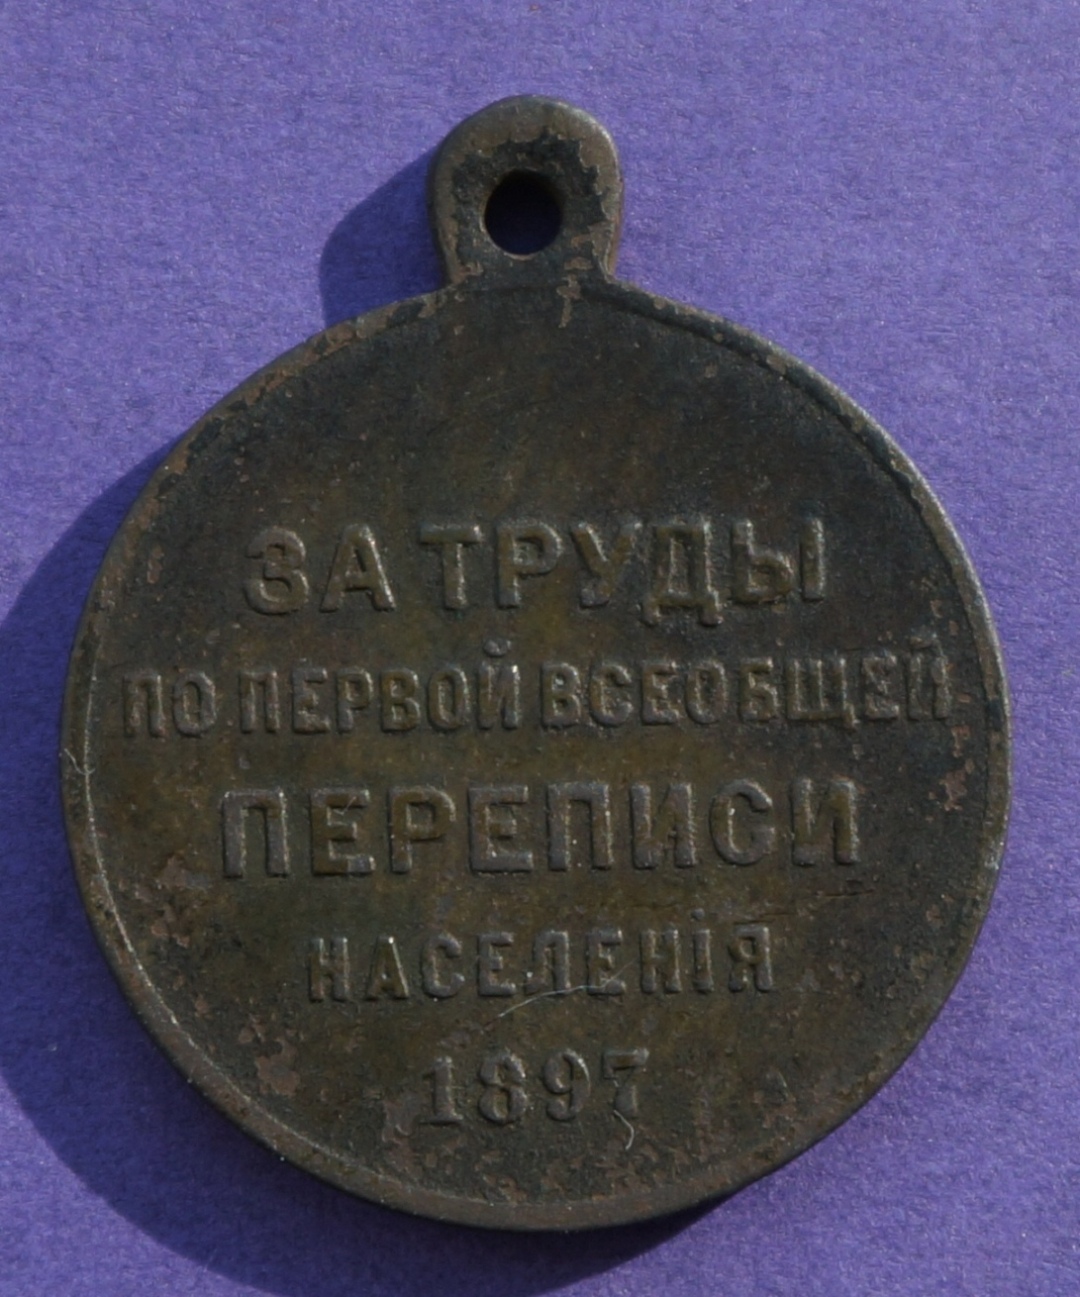 ЗА ТРУДЫ
ПО ПЕРВОЙ ВСЕОБЩЕЙ
ПЕРЕПИСИ
НАСЕЛЕНІЯ
1897